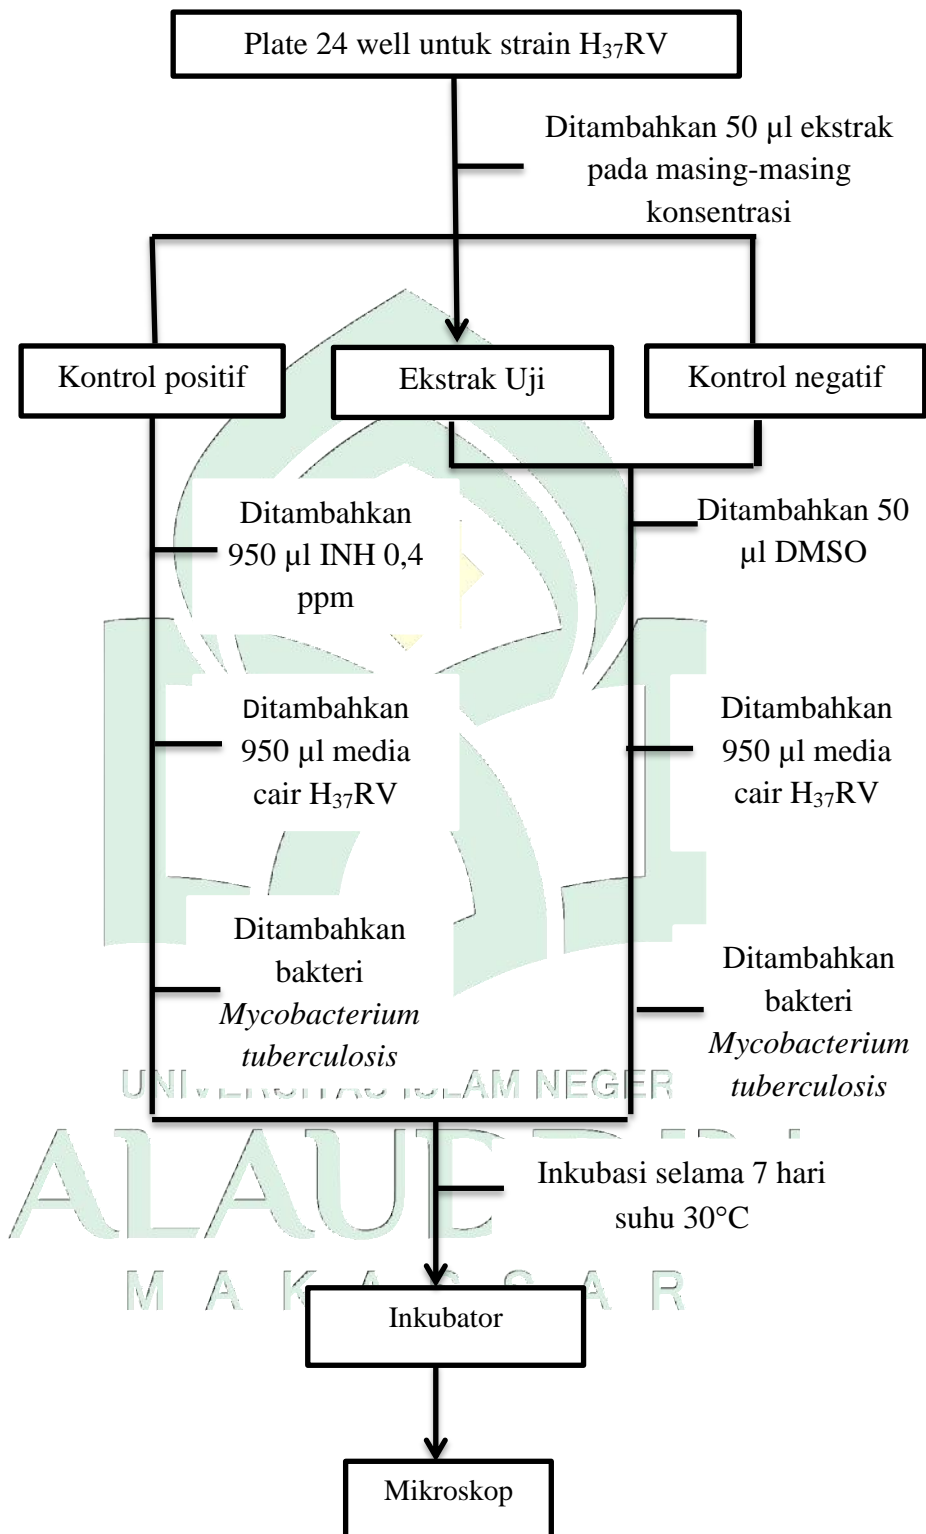 Plate 24 well untuk strain H₃₇RV
Ditambahkan 50 µl ekstrak
pada masing-masing
konsentrasi
Kontrol positif
Ekstrak Uji
Kontrol negatif
Ditambahkan
950 µl INH 0,4
ppm
Ditambahkan 50
µl DMSO
Ditambahkan
950 µl media
cair H₃₇RV
Ditambahkan
950 µl media
cair H₃₇RV
Ditambahkan
bakteri
Mycobacterium
tuberculosis
Ditambahkan
bakteri
Mycobacterium
tuberculosis
ISLAM NEGER
Inkubasi selama 7 hari
suhu 30°C
Inkubator
Mikroskop